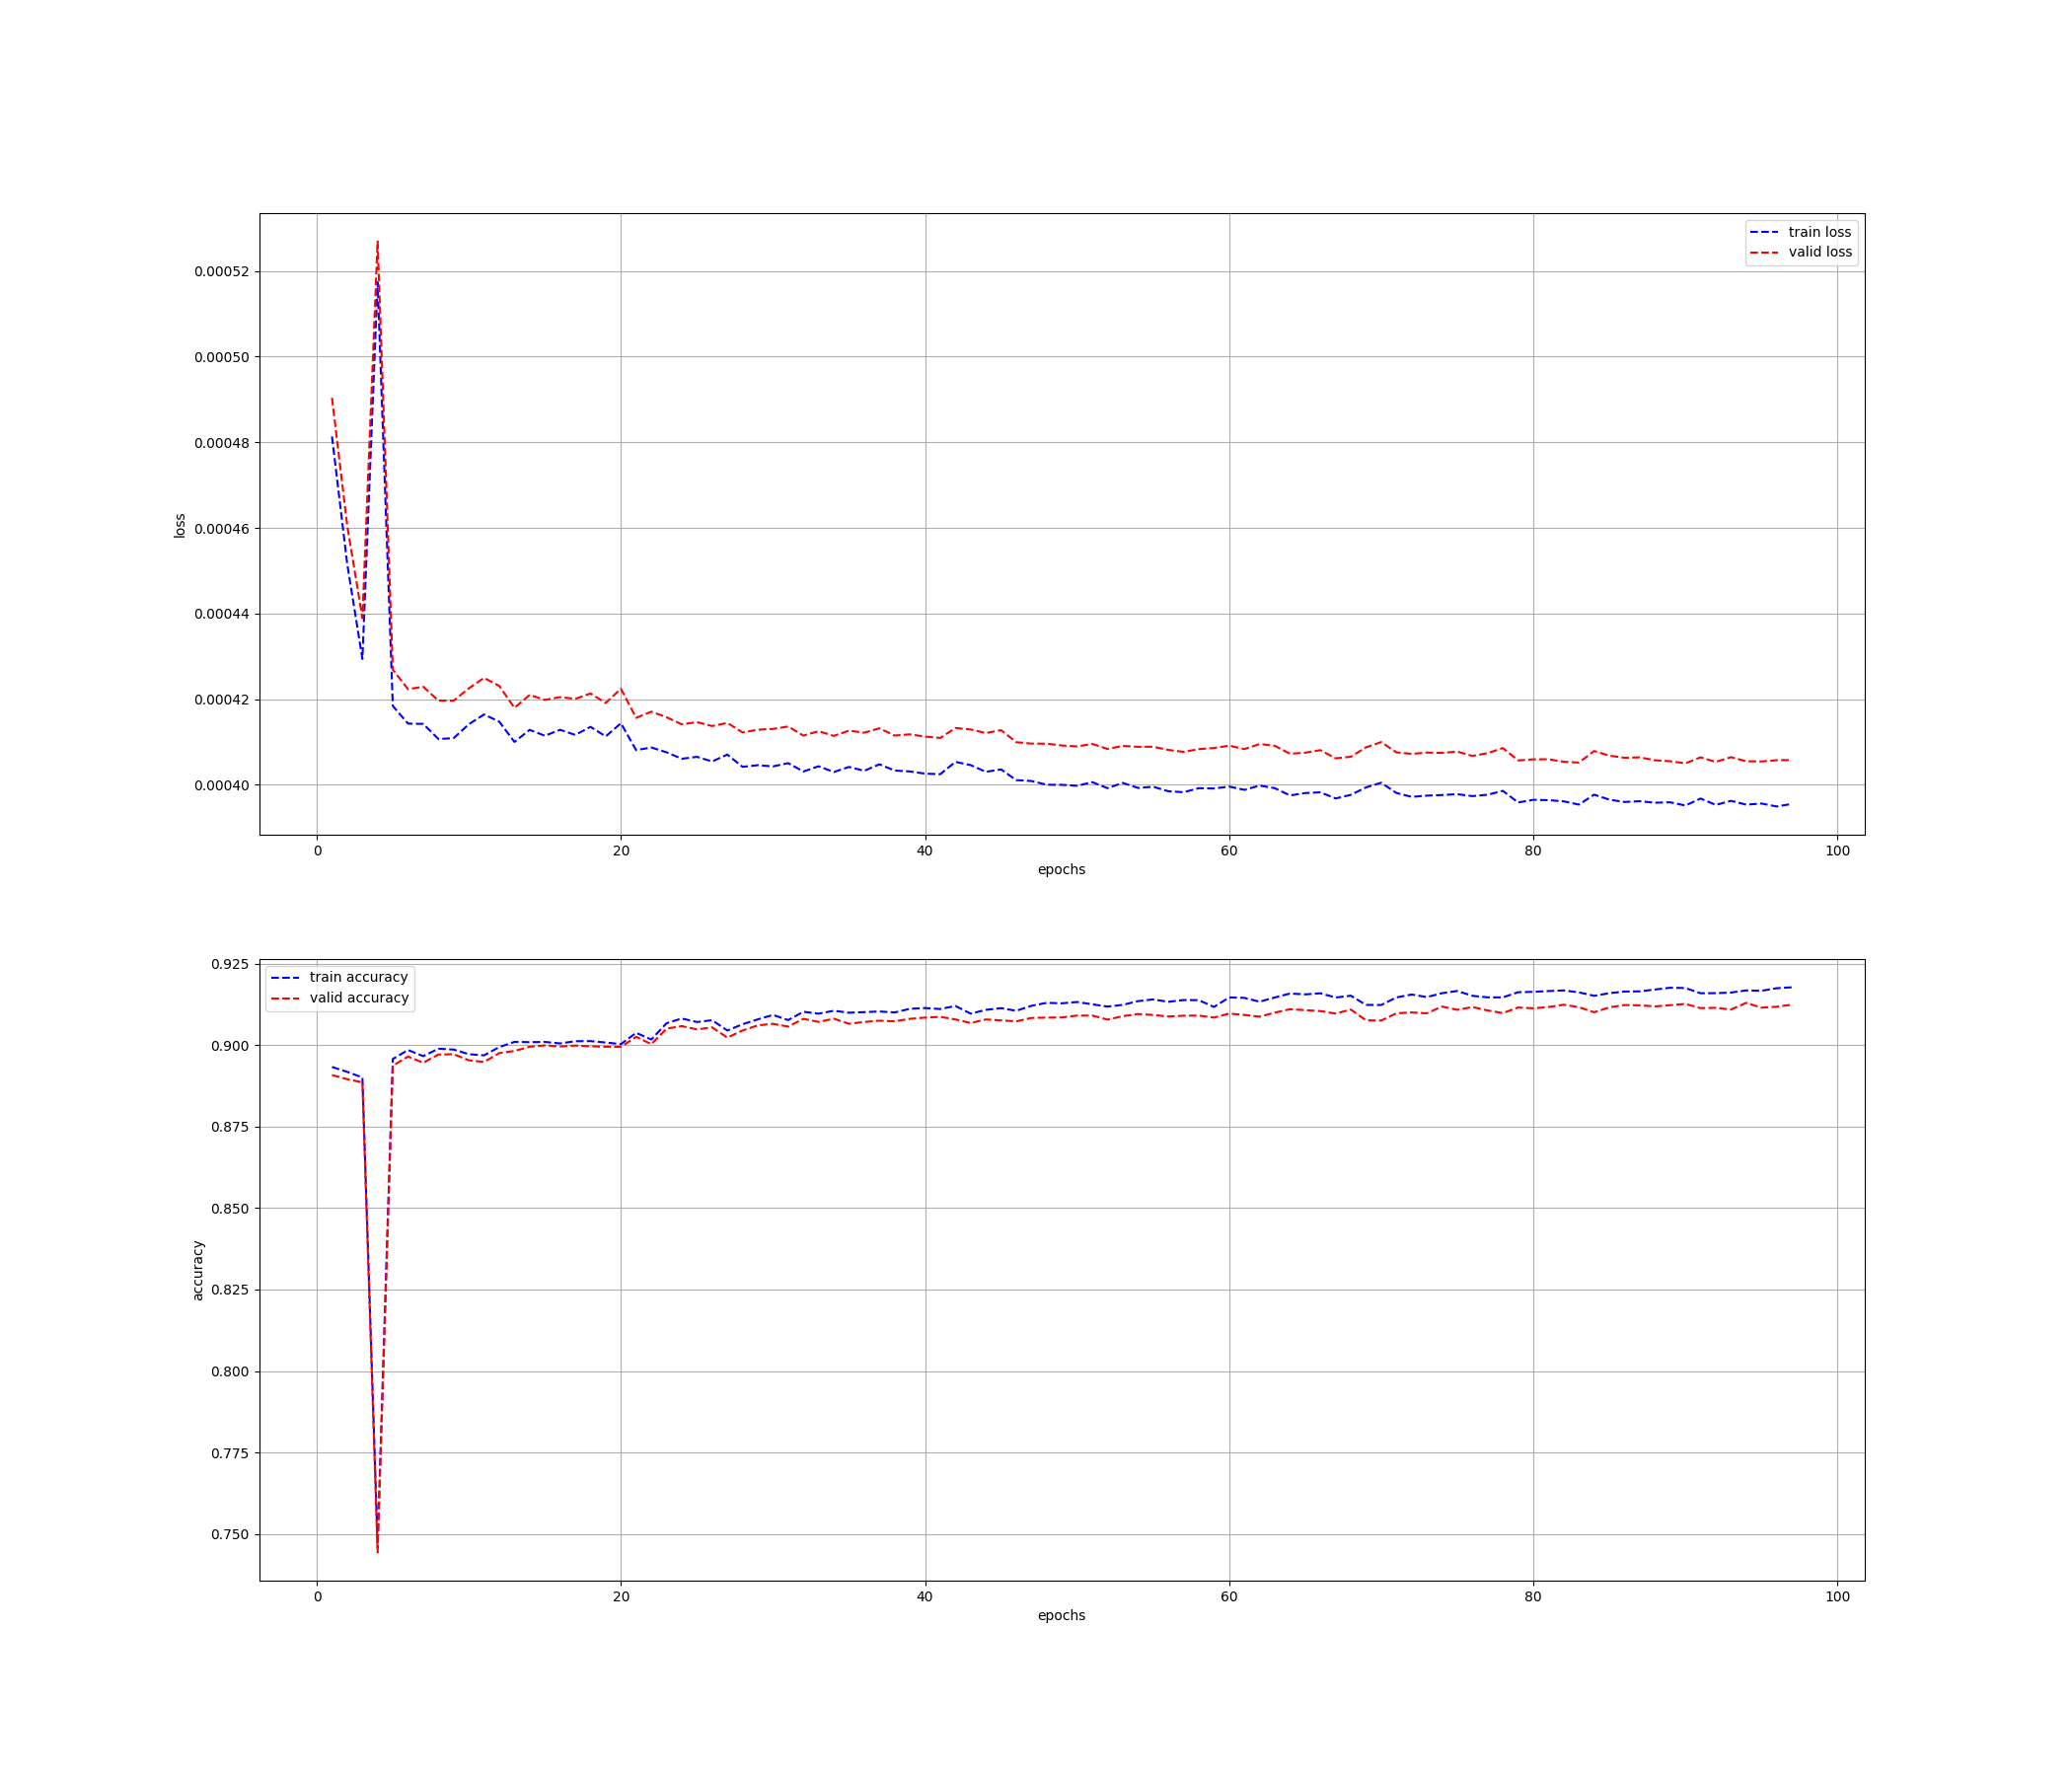 train loss
valid loss
0.00052
0.00050
0.00048
0.00046
0.00044
0.00042
0.00040
loss
0 20 40 60 80 100
epochs
train accuracy
valid accuracy
0.925
0.900
0.875
0.850
0.825
0.800
0.775
0.750
accuracy
0 20 40 60 80 100
epochs